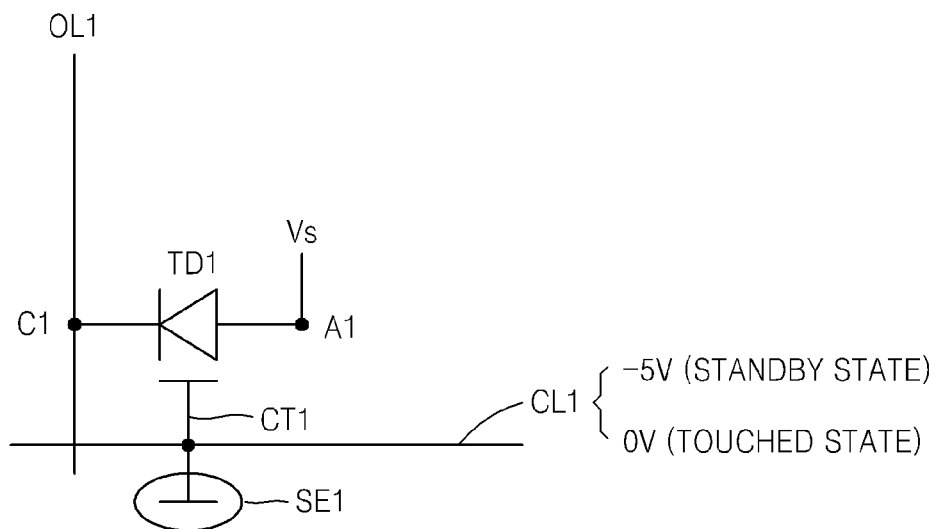 OL1
Vs
TD1
C1
A1
-5V (STANDBY STATE)
CL1
CT1
0V (TOUCHED STATE)
SE1